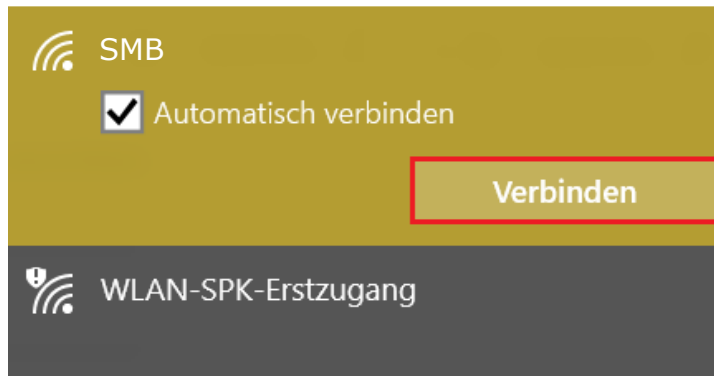 SMB
Automatisch verbinden
Verbinden
WLAN-SPK-Erstzugang